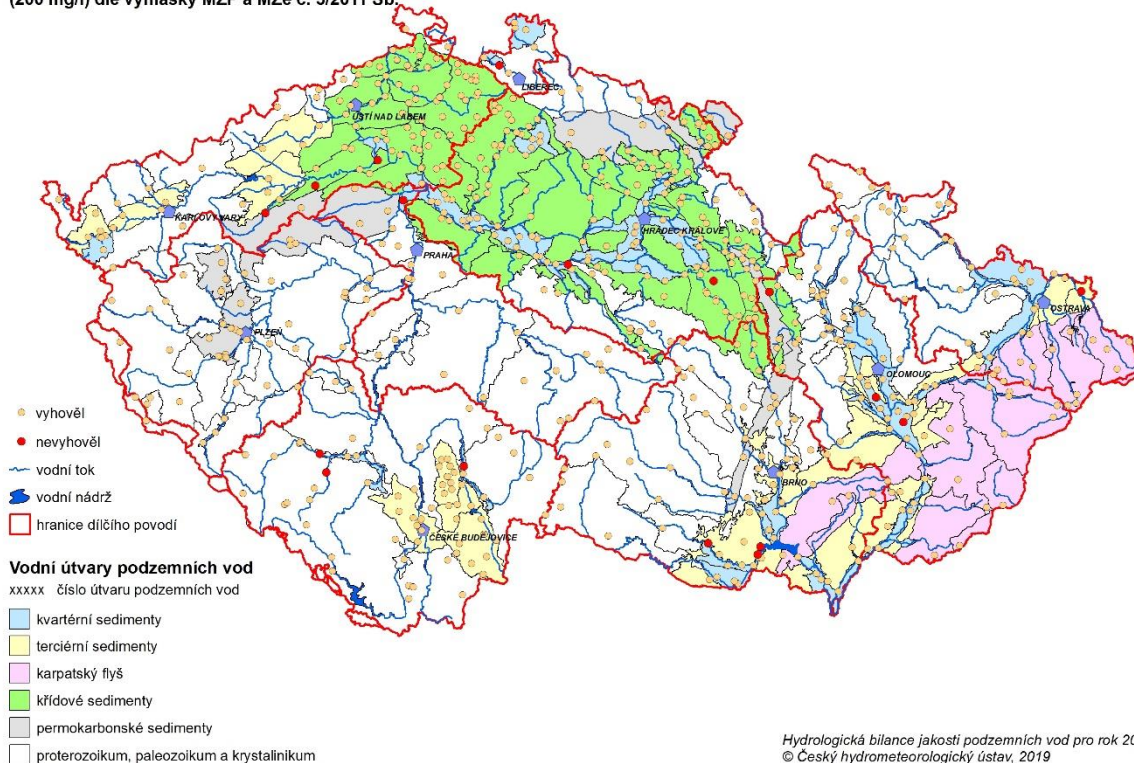 (200 mg/l) dle vyhlášky MŽP a MZe č. 5/2011 Sb.
LIBEREC
ÚSTÍ NAD LABEM
KARLOVY VARY
HRADEC KRÁLOVÉ
PRAHA
OSTRAVA
PLZEŇ
OLOMOUC
BRNO
ČESKÉ BUDĚJOVICE
vyhověl
nevyhověl
vodní tok
vodní nádrž
hranice dílčího povodí
Vodní útvary podzemních vod
xxxxx číslo útvaru podzemních vod
kvartérní sedimenty
terciérní sedimenty
karpatský flyš
křídové sedimenty
permokarbonské sedimenty
proterozoikum, paleozoikum a krystalinikum
Hydrologická bilance jakosti podzemních vod pro rok 20
© Český hydrometeorologický ústav, 2019